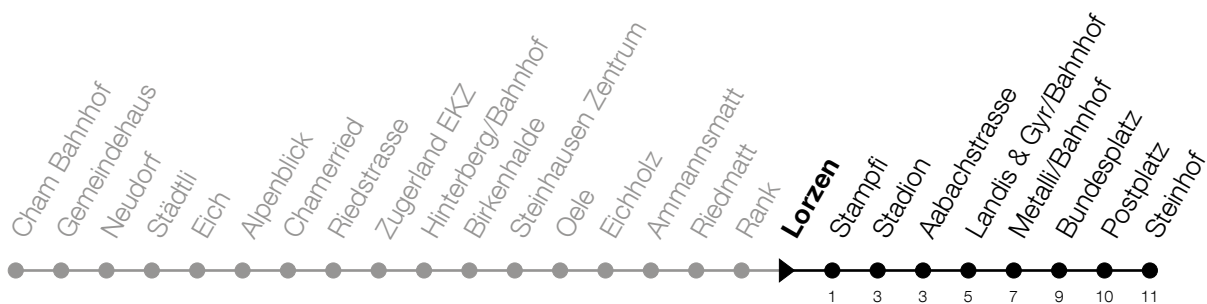 Cham Bahnhof
Gemeindehaus
Neudorf
Städtli
Eich
Alpenblick
Chamerried
Riedstrasse
Zugerland EKZ
Hinterberg/Bahnhof
Birkenhalde
Steinhausen Zentrum
Oele
Eichholz
Ammannsmatt
Riedmatt
Rank
Lorzen
Stampfi
Stadion
Aabachstrasse
Landis & Gyr/Bahnhof
Metalli/Bahnhof
Bundesplatz
Postplatz
Steinhof
1 3 3 5 7 9 10 11